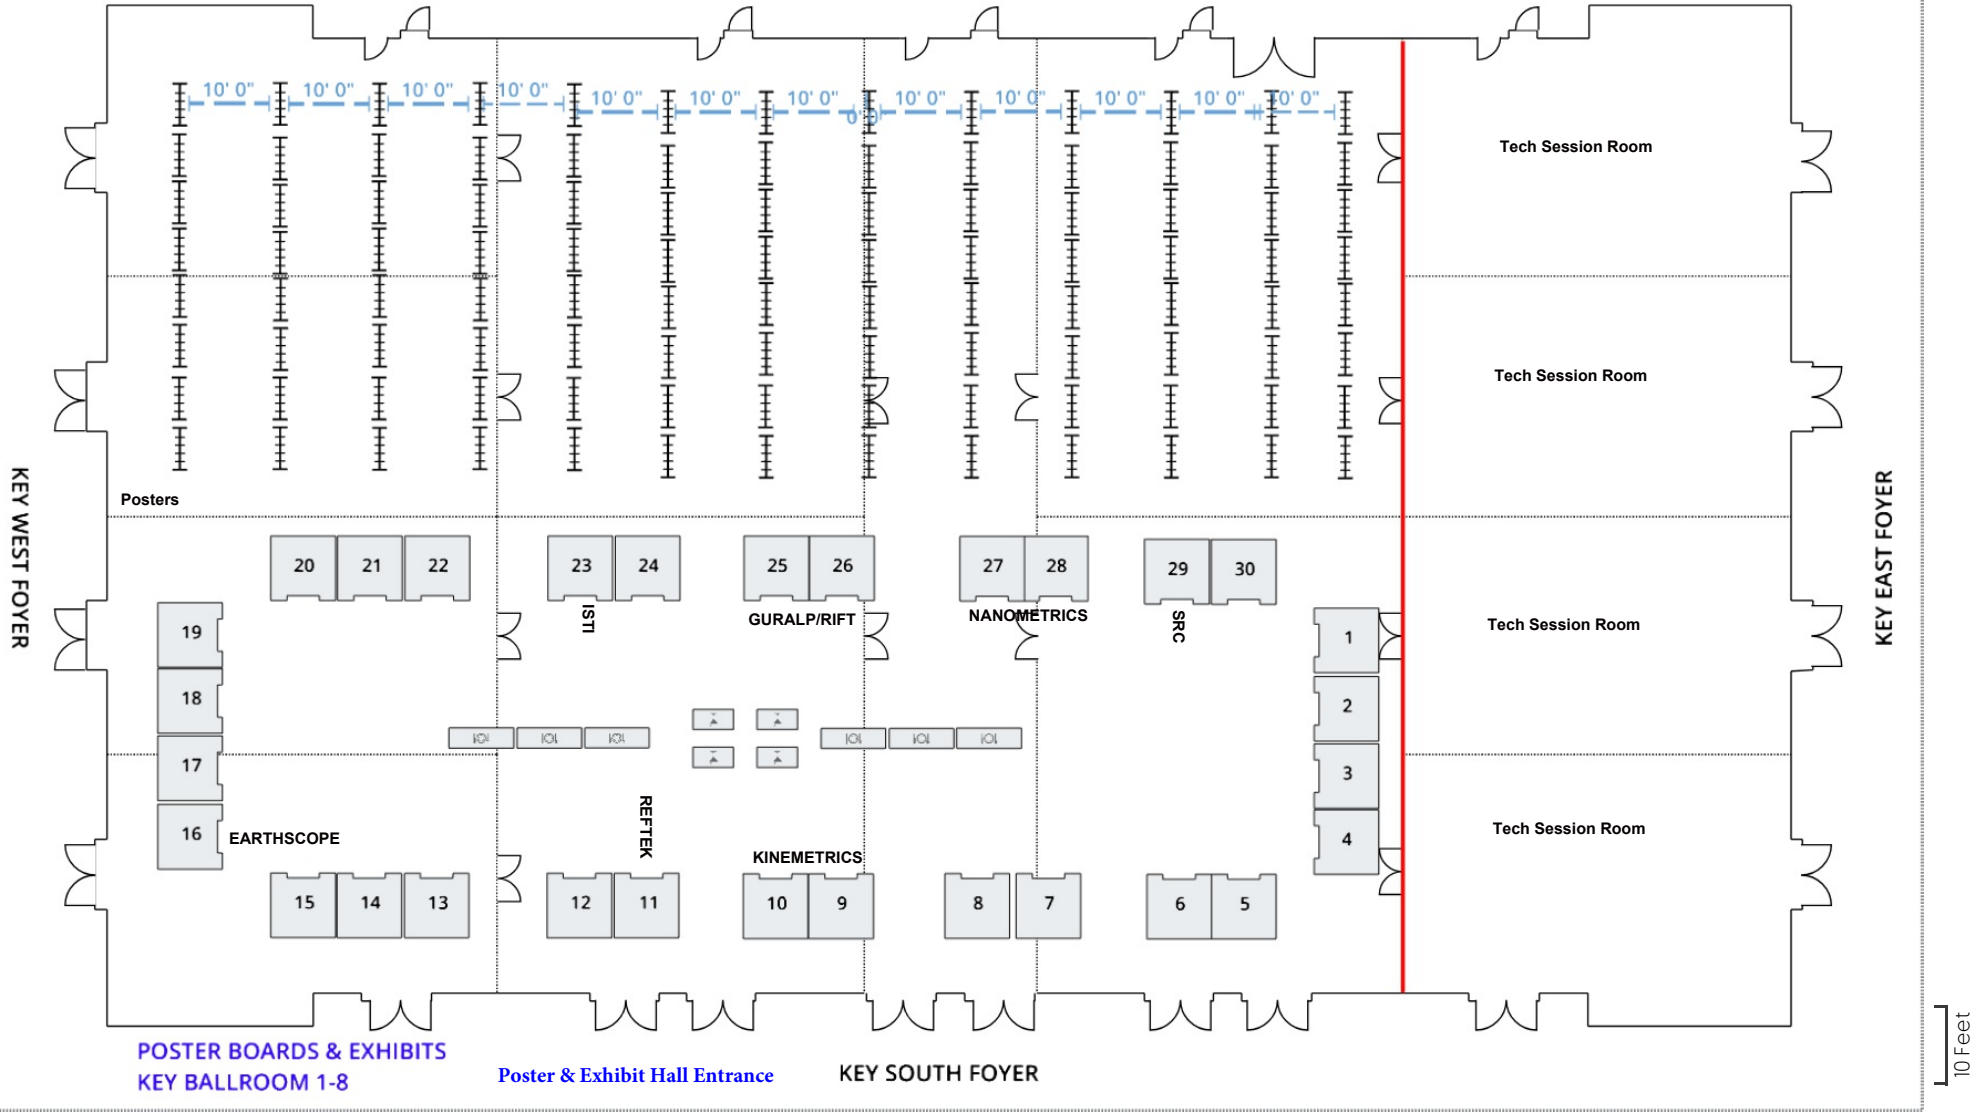 10' 0" 10' 0" 10' 0" 10' 0" 10' 0" 10' 0" 10' 0" 10' 0" 10' 0" 10' 0" 10' 0" 10' 0"
Tech Session Room
Tech Session Room
KEY WEST FOYER
KEY EAST FOYER
Posters
20 21 22 23 24 25 26 27 28 29 30
ISTI
GURALP/RIFT
NANOMETRICS
SRC
Tech Session Room
19
1
18
2
17
3
16
EARTHSCOPE
REFTEK
KINEMETRICS
4
Tech Session Room
15 14 13 12 11 10 9 8 7 6 5
10 Feet
POSTER BOARDS & EXHIBITS
KEY BALLROOM 1-8
Poster & Exhibit Hall Entrance
KEY SOUTH FOYER